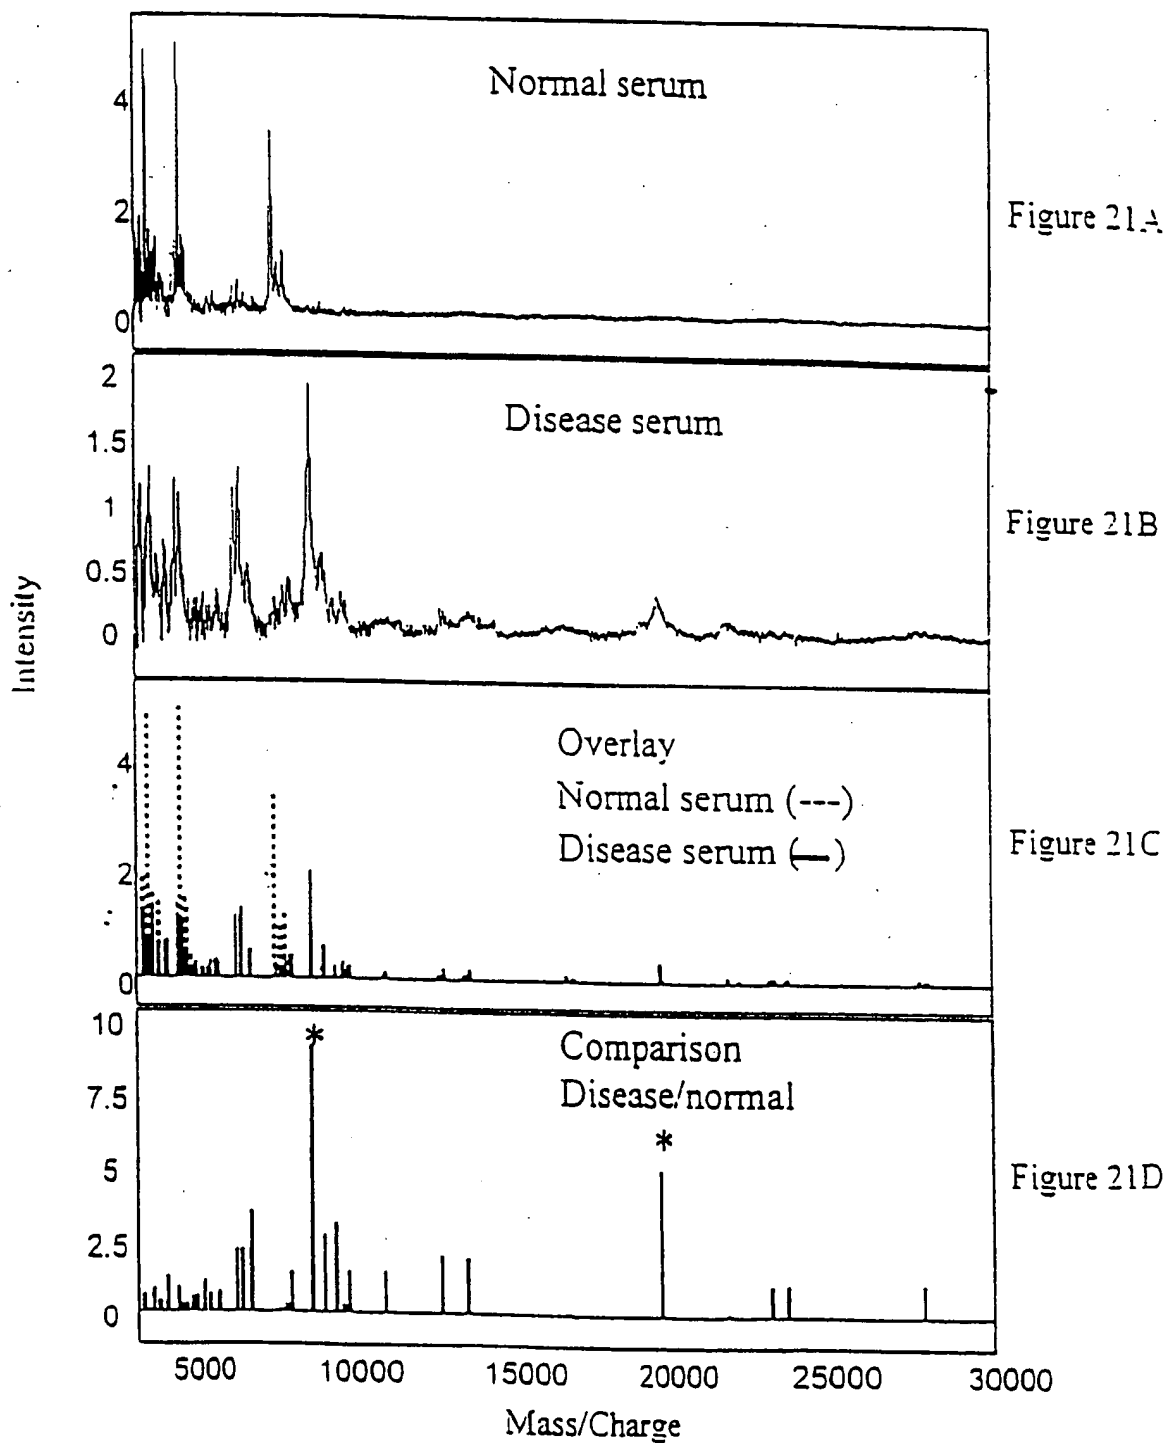 Normal serum
4
2
0
Figure 21A
Disease serum
2
1.5
1
0.5
0
Figure 21B
Intensity
Overlay
Normal serum (---)
Disease serum (—)
4
2
0
Figure 21C
Comparison
Disease/normal
*
*
10
7.5
5
2.5
0
Figure 21D
5000 10000 15000 20000 25000 30000
Mass/Charge